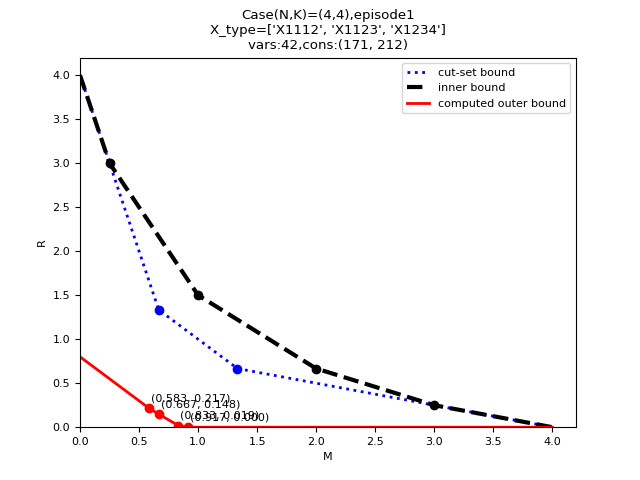 Case(N,K)=(4,4),episode1
X_type=['X1112', 'X1123', 'X1234']
vars:42,cons:(171, 212)
cut-set bound
inner bound
computed outer bound
4.0
3.5
3.0
2.5
2.0
1.5
1.0
0.5
0.0
R
(0.583, 0.217)
(0.667, 0.148)
0.0 0.5 1.0 1.5 2.0 2.5 3.0 3.5 4.0
M